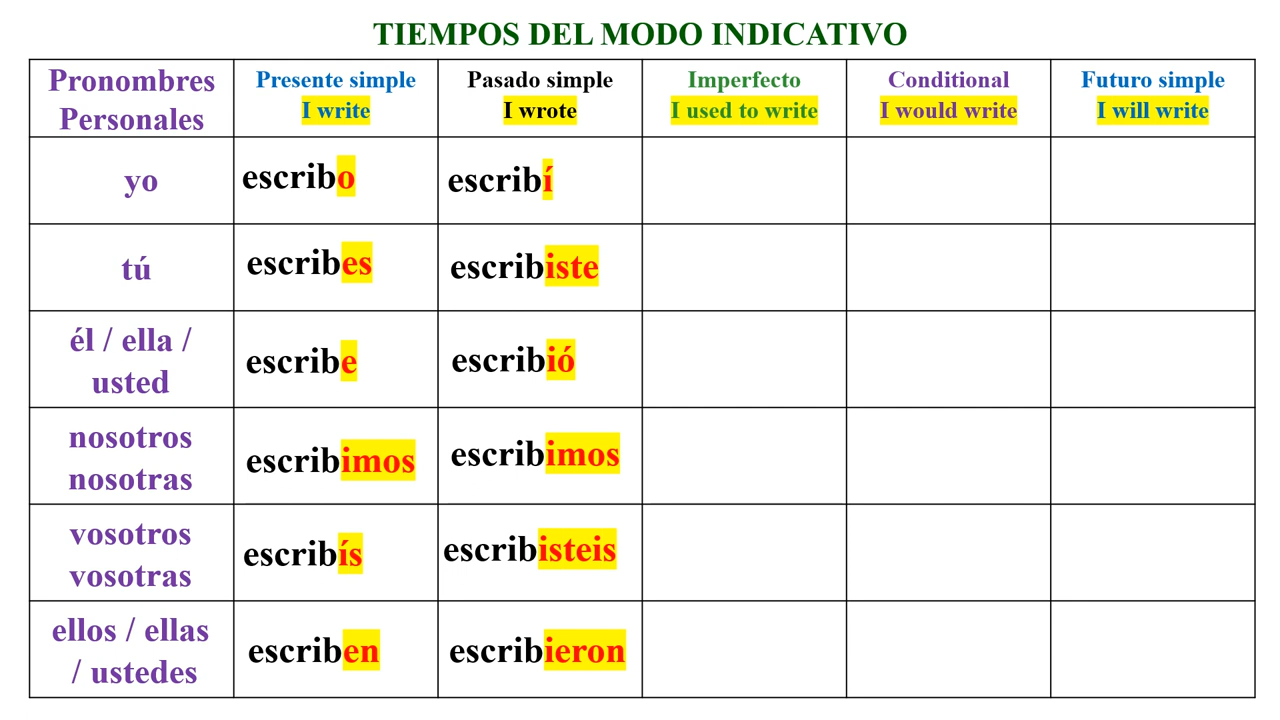 TIEMPOS DEL MODO INDICATIVO
Pronombres Personales
Presente simple
I write
Pasado simple
I wrote
Imperfecto
I used to write
Conditional
I would write
Futuro simple
I will write
yo
escribo
escribí
tú
escribes
escribiste
él / ella /
usted
escribe
escribió
nosotros
nosotras
escribimos
escribimos
vosotros
vosotras
escribís
escribisteis
ellos / ellas
/ ustedes
escriben
escribieron